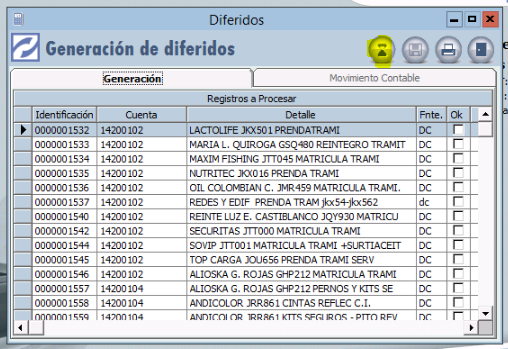 Diferidos
Generación de diferidos
Generación
Movimiento Contable
Registros a Procesar
Identificación Cuenta Detalle Fnte. Ok
0000001532 14200102 LACTOLIFE JKX501 PRENDATRAMI DC
0000001533 14200102 MARIA L. QUIROGA GSQ480 REINTEGRO TRAMIT DC
0000001534 14200102 MAXIM FISHING JTT045 MATRICULA TRAMI DC
0000001535 14200102 NUTRITEC JKX016 PRENDA TRAMI DC
0000001536 14200102 OIL COLOMBIAN C. JMR459 MATRICULA TRAMI. DC
0000001537 14200102 REDES Y EDIF PRENDA TRAM jkx54-jkx562 dc
0000001540 14200102 REINTE LUZ E. CASTIBLANCO JQY930 MATRICU DC
0000001542 14200102 SECURITAS JTT000 MATRICULA TRAMI DC
0000001544 14200102 SOVIP JTT001 MATRICULA TRAMI +SURTIACEIT DC
0000001545 14200102 TOP CARGA JOU656 PRENDA TRAMI SERV DC
0000001546 14200102 ALIOSKA G. ROJAS GHP212 MATRICULA TRAMI DC
0000001557 14200104 ALIOSKA G. ROJAS GHP212 PERNOS Y KITS SE DC
0000001558 14200104 ANDICOLOR JRR861 CINTAS REFLEC C.I. DC
0000001559 14200104 ANDICOLOR JRR861 KITS SEGUROS - PITO REV DC